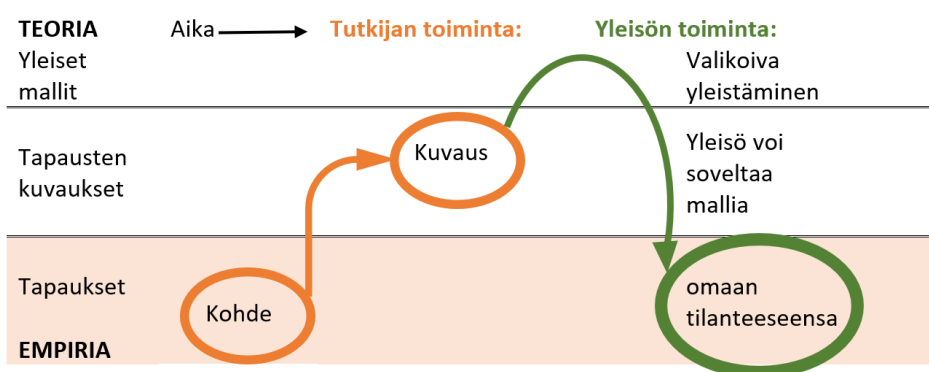 TEORIA Aika Tutkijan toiminta: Yleisön toiminta:
Yleiset
mallit
Valikoiva
yleistäminen
Tapausten
kuvaukset
Kuvaus
Yleisö voi
soveltaa
mallia
Tapaukset
Kohde
omaan
tilanteeseensa
EMPIRIA